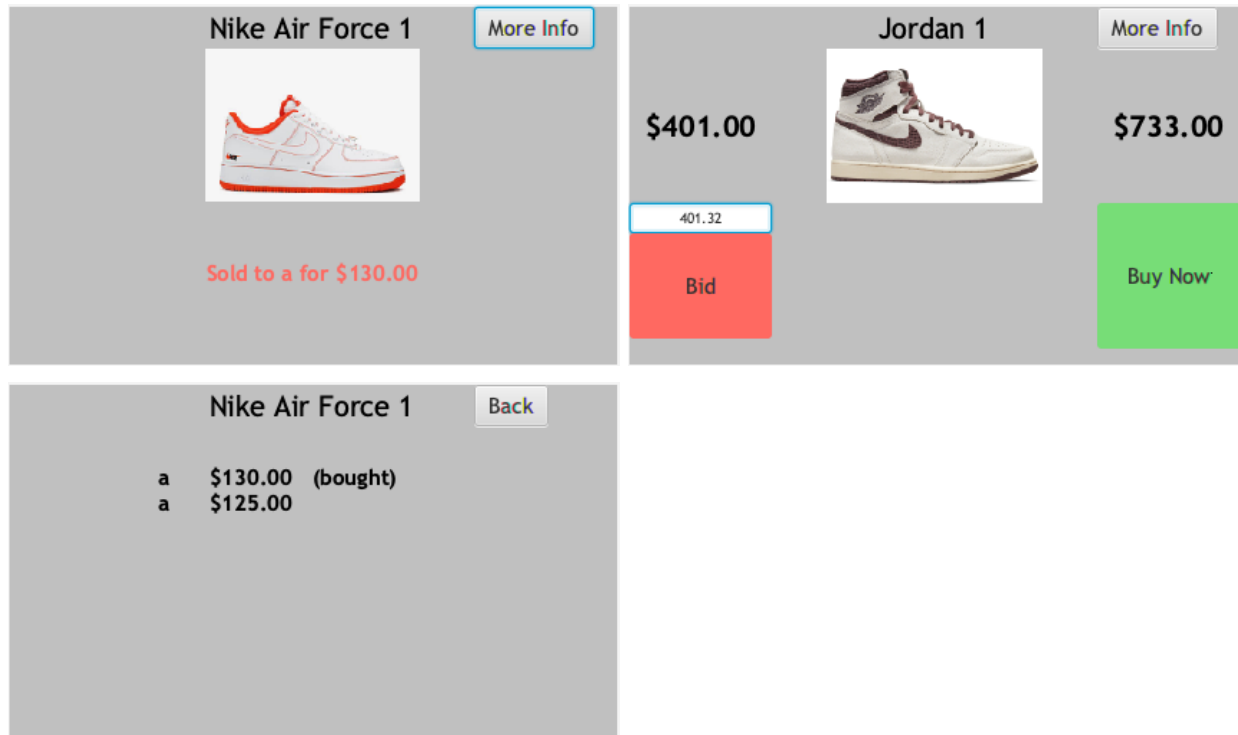 Nike Air Force 1 More Info
Sold to a for $130.00
Jordan 1 More Info
$401.00 $733.00
401.32
Bid Buy Now
Nike Air Force 1 Back
a $130.00 (bought)
a $125.00